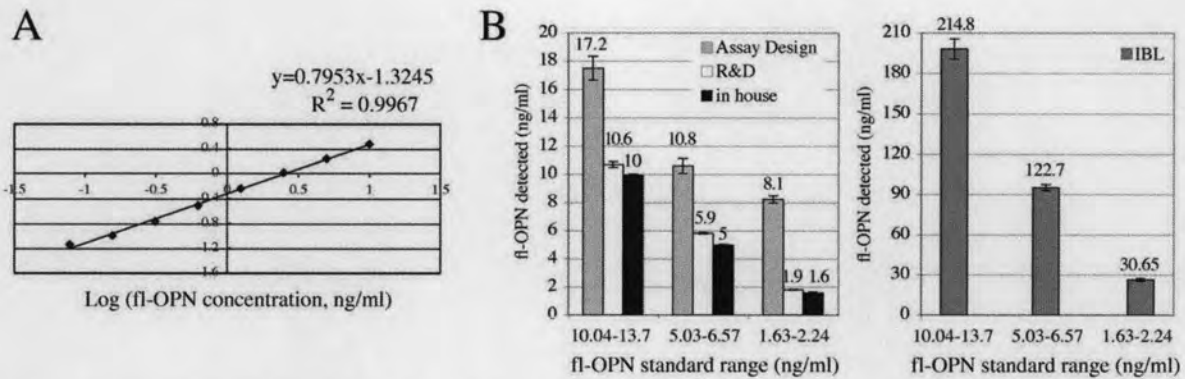 A
y=0.7953x-1.3245
R² = 0.9967
0.8
0.4
0
-1.5 -1 -0.5 0 0.5 1 1.5
0.4
0.8
1.2
1.6
Log (fl-OPN concentration, ng/ml)
B
fl-OPN detected (ng/ml)
20
18
16
14
12
10
8
6
4
2
0
Assay Design
R&D
in house
17.2
10.6
10
10.8
5.9
5
8.1
1.9
1.6
10.04-13.7 5.03-6.57 1.63-2.24
fl-OPN standard range (ng/ml)
fl-OPN detected (ng/ml)
210
180
150
120
90
60
30
0
IBL
214.8
122.7
30.65
10.04-13.7 5.03-6.57 1.63-2.24
fl-OPN standard range (ng/ml)